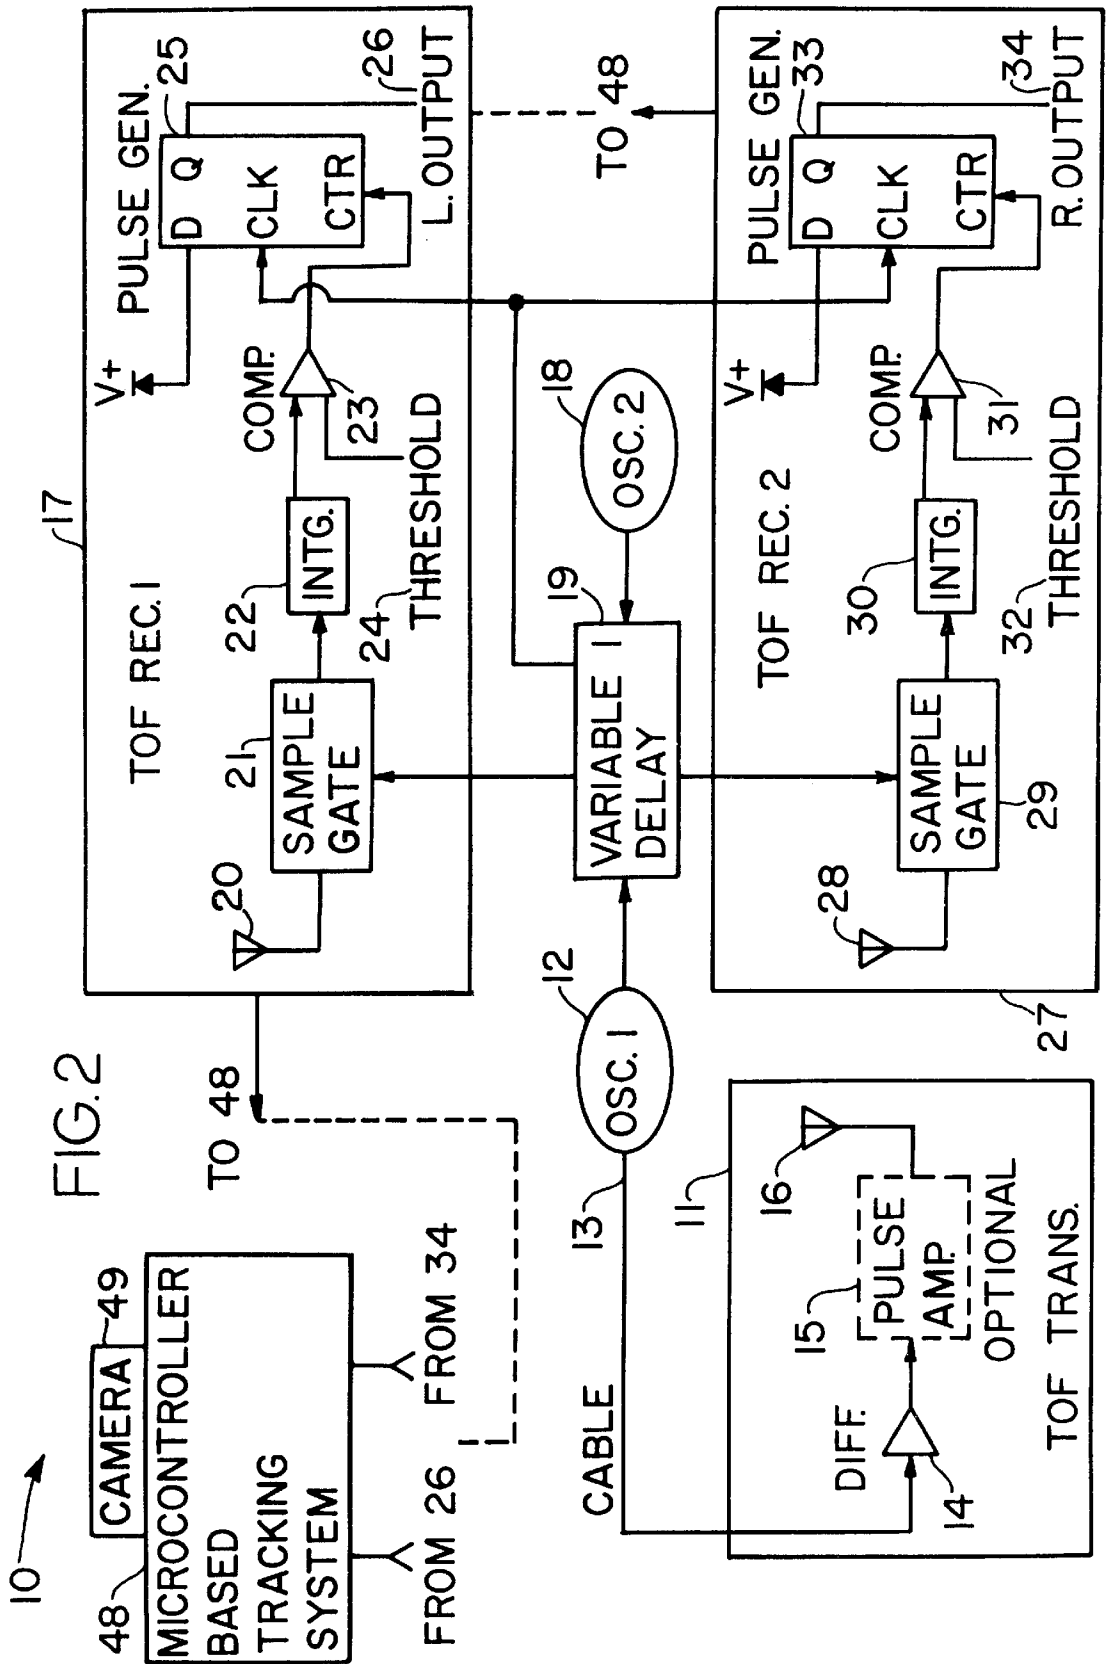 FIG. 2
10
CAMERA
49
48
MICROCONTROLLER
BASED
TRACKING
SYSTEM
FROM 26
FROM 34
TO 48
17
TOF REC. 1
20
21
SAMPLE
GATE
22
INTG.
COMP.
23
24
THRESHOLD
V+
PULSE GEN.
25
D Q
CLK
CTR
26
L. OUTPUT
CABLE
13
12
OSC. 1
19
VARIABLE 1
DELAY
18
OSC. 2
TO 48
11
DIFF.
14
15
PULSE
AMP.
OPTIONAL
16
TOF TRANS.
27
TOF REC. 2
28
SAMPLE
GATE
29
30
INTG.
COMP.
31
32
THRESHOLD
V+
PULSE GEN.
33
D Q
CLK
CTR
34
R. OUTPUT